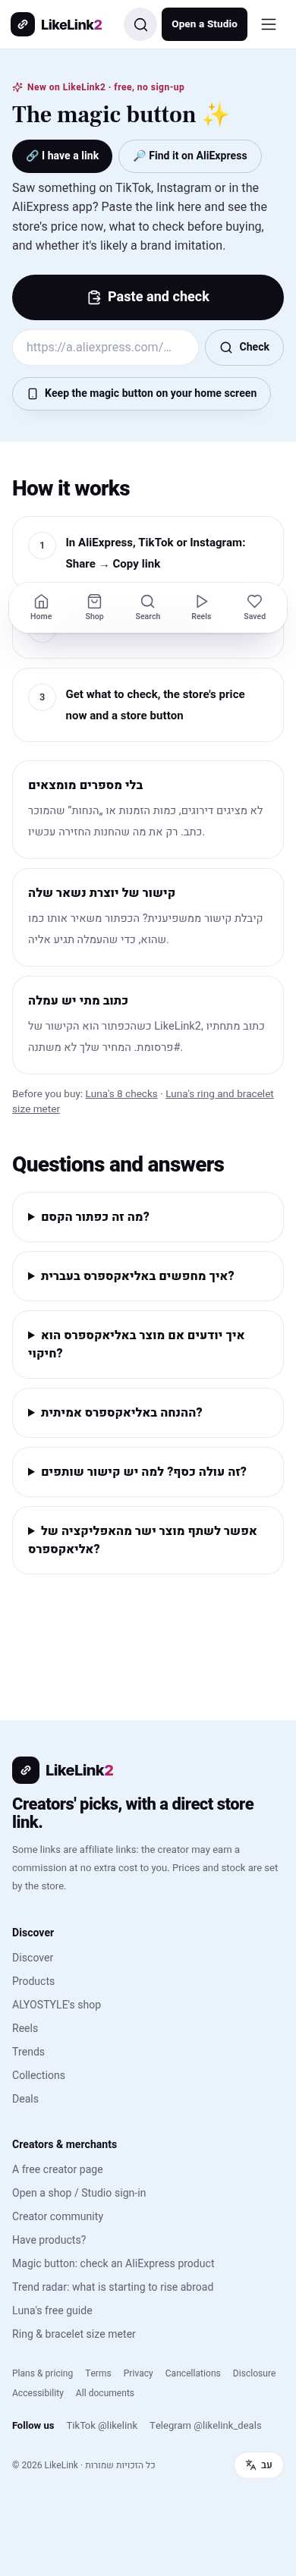 LikeLink2
Open a Studio
New on LikeLink2 · free, no sign-up
The magic button ✨
🔗 I have a link
🔎 Find it on AliExpress
Saw something on TikTok, Instagram or in the
AliExpress app? Paste the link here and see the
store's price now, what to check before buying,
and whether it's likely a brand imitation.
Paste and check
https://a.aliexpress.com/…
Check
Keep the magic button on your home screen
How it works
1
In AliExpress, TikTok or Instagram:
Share → Copy link
Home
Shop
Search
Reels
Saved
3
Get what to check, the store's price
now and a store button
בלי מספרים מומצאים
לא מציגים דירוגים, כמות הזמנות או „הנחות” שהמוכר
כתב. רק את מה שהחנות החזירה עכשיו.
קישור של יוצרת נשאר שלה
קיבלת קישור ממשפיענית? הכפתור משאיר אותו כמו
שהוא, כדי שהעמלה תגיע אליה.
כתוב מתי יש עמלה
כשהכפתור הוא הקישור של LikeLink2, כתוב מתחתיו
#פרסומת. המחיר שלך לא משתנה.
Before you buy: Luna's 8 checks · Luna's ring and bracelet
size meter
Questions and answers
▶ מה זה כפתור הקסם?
▶ איך מחפשים באליאקספרס בעברית?
▶ איך יודעים אם מוצר באליאקספרס הוא
חיקוי?
▶ ההנחה באליאקספרס אמיתית?
▶ זה עולה כסף? למה יש קישור שותפים?
▶ אפשר לשתף מוצר ישר מהאפליקציה של
אליאקספרס?
LikeLink2
Creators' picks, with a direct store
link.
Some links are affiliate links: the creator may earn a
commission at no extra cost to you. Prices and stock are set
by the store.
Discover
Discover
Products
ALYOSTYLE's shop
Reels
Trends
Collections
Deals
Creators & merchants
A free creator page
Open a shop / Studio sign-in
Creator community
Have products?
Magic button: check an AliExpress product
Trend radar: what is starting to rise abroad
Luna's free guide
Ring & bracelet size meter
Plans & pricing
Terms
Privacy
Cancellations
Disclosure
Accessibility
All documents
Follow us
TikTok @likelink
Telegram @likelink_deals
© 2026 LikeLink · כל הזכויות שמורות
עב